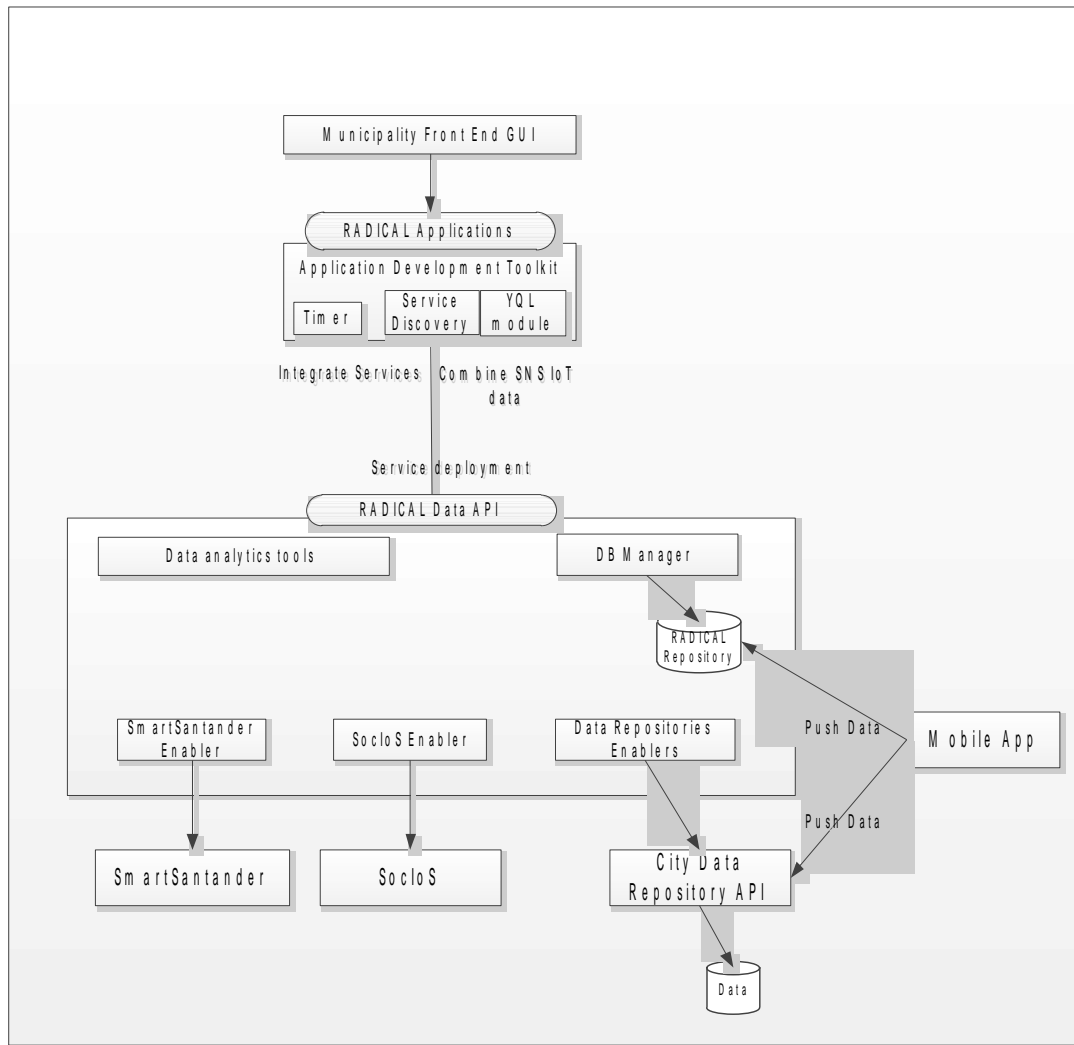 Municipality Front End GUI
RADICAL Applications
Application Development Toolkit
Timer
Service
Discovery
YQL
module
Integrate Services
Combine SNS IoT
data
Service deployment
RADICAL Data API
Data analytics tools
DB Manager
RADICAL
Repository
SmartSantander
Enabler
SocIoS Enabler
Data Repositories
Enablers
Push Data
Mobile App
Push Data
SmartSantander
SocIoS
City Data
Repository API
Data